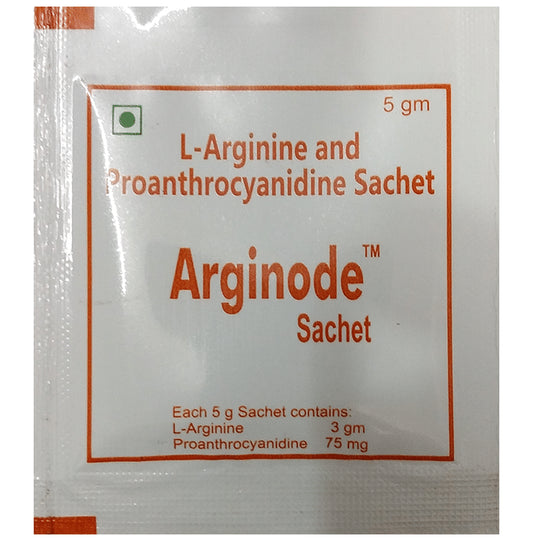 5 gm
L-Arginine and
Proanthrocyanidine Sachet
Arginode™
Sachet
Each 5 g Sachet contains:
L-Arginine 3 gm
Proanthrocyanidine 75 mg